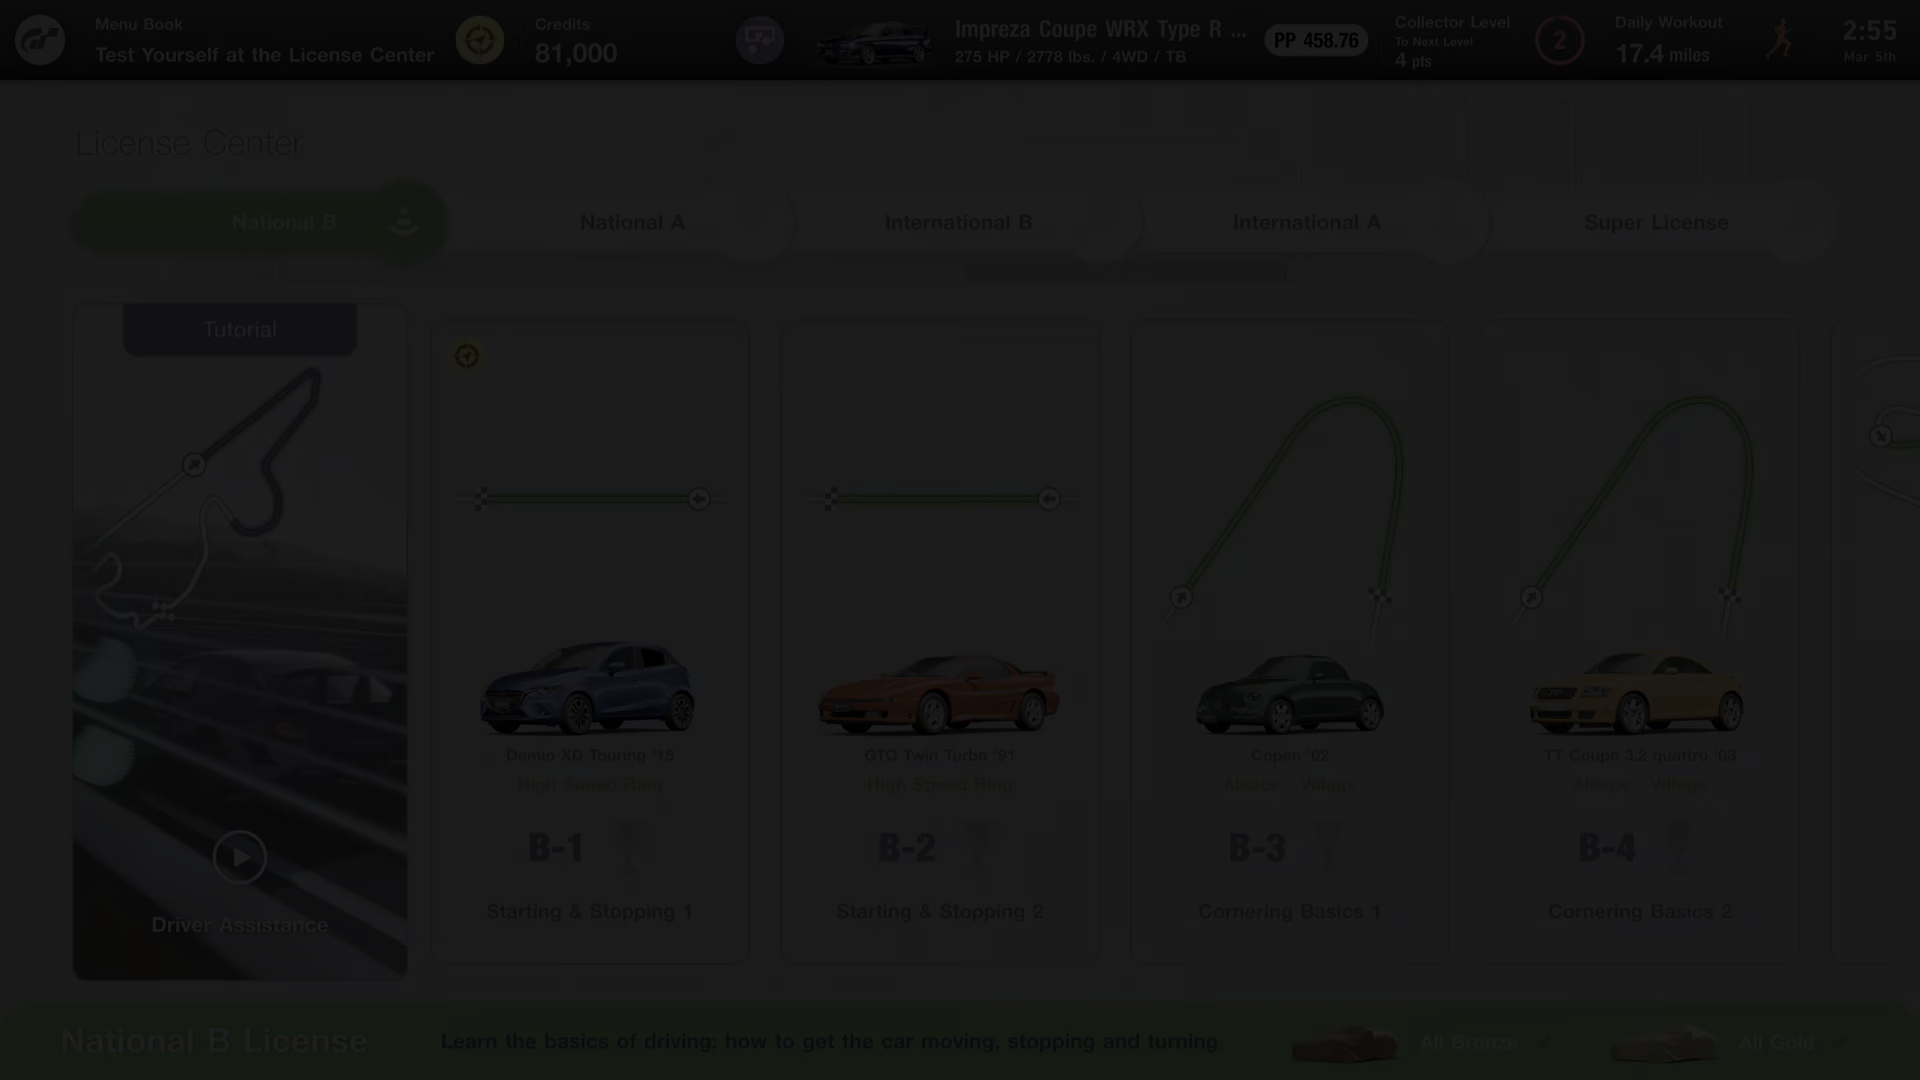 Menu Book
Test Yourself at the License Center
Credits
81,000
Impreza Coupe WRX Type R ...
275 HP / 2778 lbs. / 4WD / TB
PP 458.76
Collector Level
To Next Level
4 pts
2
Daily Workout
17.4 miles
2:55
Mar 5th
License Center
National B
National A
International B
International A
Super License
Tutorial
Driver Assistance
Demio XD Touring '15
High Speed Ring
B-1
Starting & Stopping 1
GTO Twin Turbo '91
High Speed Ring
B-2
Starting & Stopping 2
Copen '02
Alsace - Village
B-3
Cornering Basics 1
TT Coupe 3.2 quattro '03
Alsace - Village
B-4
Cornering Basics 2
National B License
Learn the basics of driving: how to get the car moving, stopping and turning
All Bronze
All Gold